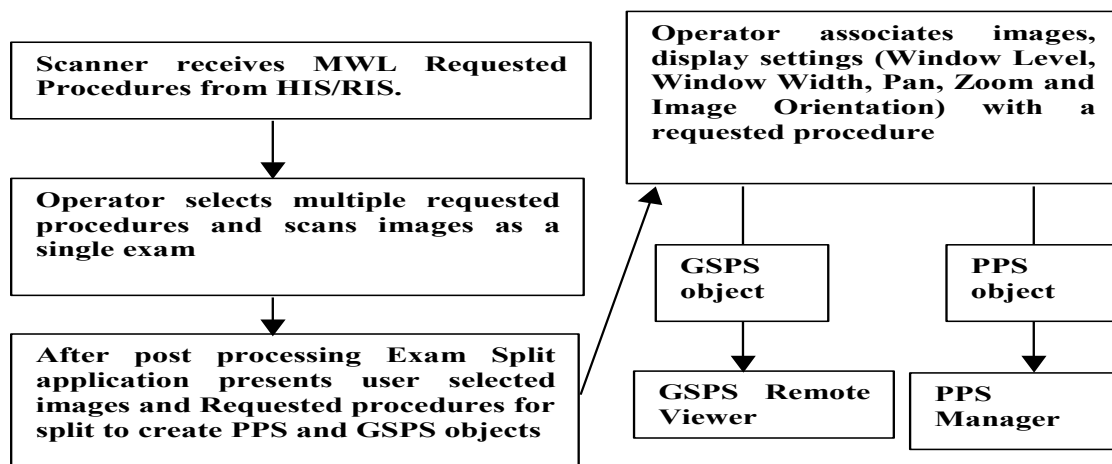 Scanner receives MWL Requested
Procedures from HIS/RIS.
Operator selects multiple requested
procedures and scans images as a
single exam
After post processing Exam Split
application presents user selected
images and Requested procedures for
split to create PPS and GSPS objects
Operator associates images,
display settings (Window Level,
Window Width, Pan, Zoom and
Image Orientation) with a
requested procedure
GSPS
object
PPS
object
GSPS Remote
Viewer
PPS
Manager